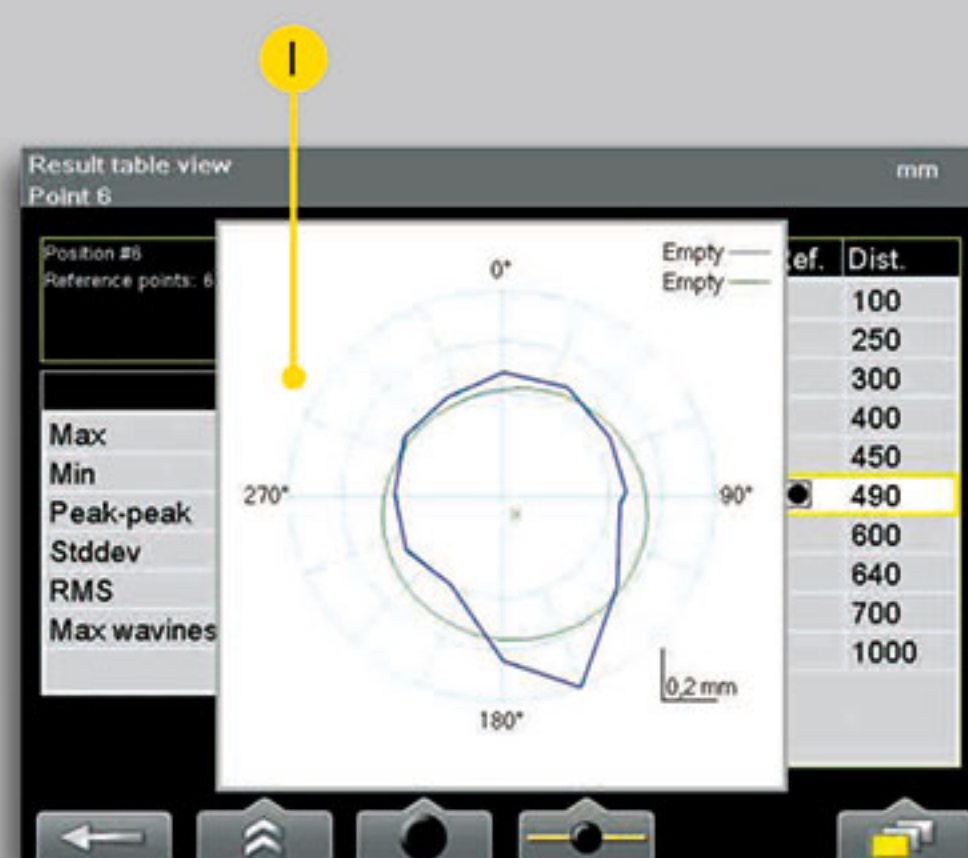 I
Result table view
mm
Point 6
Position #6
Reference points: 6
Max
Min
Peak-peak
Stddev
RMS
Max wavines
Empty
Empty
0°
90°
180°
270°
0,2 mm
ef. Dist.
100
250
300
400
450
490
600
640
700
1000